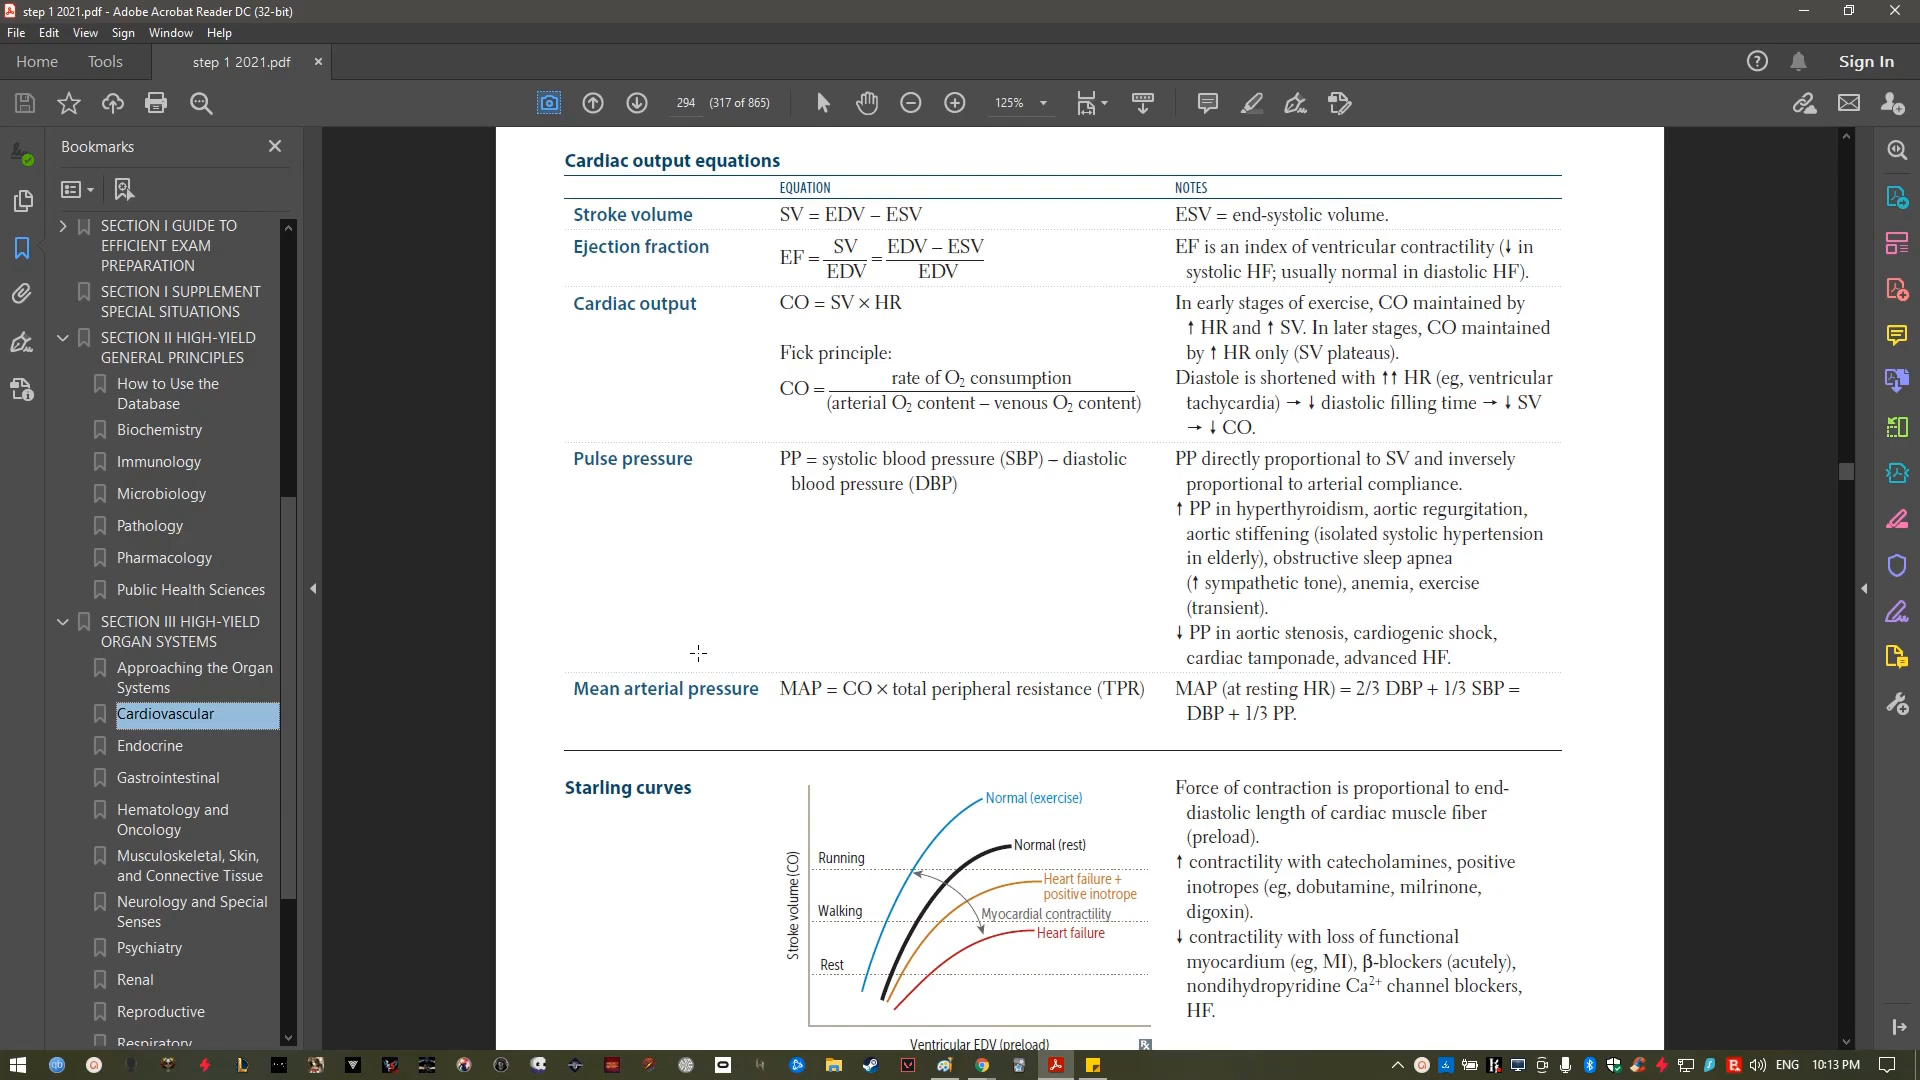 step 1 2021.pdf - Adobe Acrobat Reader DC (32-bit)
File Edit View Sign Window Help
Home Tools step 1 2021.pdf × Sign In
294 (317 of 865) 125%
Bookmarks
SECTION I GUIDE TO
EFFICIENT EXAM
PREPARATION
SECTION I SUPPLEMENT
SPECIAL SITUATIONS
SECTION II HIGH-YIELD
GENERAL PRINCIPLES
How to Use the
Database
Biochemistry
Immunology
Microbiology
Pathology
Pharmacology
Public Health Sciences
SECTION III HIGH-YIELD
ORGAN SYSTEMS
Approaching the Organ
Systems
Cardiovascular
Endocrine
Gastrointestinal
Hematology and
Oncology
Musculoskeletal, Skin,
and Connective Tissue
Neurology and Special
Senses
Psychiatry
Renal
Reproductive
Respiratory
Cardiac output equations
EQUATION NOTES
Stroke volume SV = EDV – ESV ESV = end-systolic volume.
Ejection fraction EF = SV/EDV = EDV – ESV/EDV EF is an index of ventricular contractility (↓ in
systolic HF; usually normal in diastolic HF).
Cardiac output CO = SV × HR In early stages of exercise, CO maintained by
↑ HR and ↑ SV. In later stages, CO maintained
Fick principle: by ↑ HR only (SV plateaus).
CO = rate of O₂ consumption/(arterial O₂ content – venous O₂ content) Diastole is shortened with ↑↑ HR (eg, ventricular
tachycardia) → ↓ diastolic filling time → ↓ SV
→ ↓ CO.
Pulse pressure PP = systolic blood pressure (SBP) – diastolic PP directly proportional to SV and inversely
blood pressure (DBP) proportional to arterial compliance.
↑ PP in hyperthyroidism, aortic regurgitation,
aortic stiffening (isolated systolic hypertension
in elderly), obstructive sleep apnea
(↑ sympathetic tone), anemia, exercise
(transient).
↓ PP in aortic stenosis, cardiogenic shock,
cardiac tamponade, advanced HF.
Mean arterial pressure MAP = CO × total peripheral resistance (TPR) MAP (at resting HR) = 2/3 DBP + 1/3 SBP =
DBP + 1/3 PP.
Starling curves
Stroke volume (CO)
Normal (exercise)
Normal (rest)
Running
Heart failure +
positive inotrope
Walking
Myocardial contractility
Heart failure
Rest
Ventricular EDV (preload)
Force of contraction is proportional to end-
diastolic length of cardiac muscle fiber
(preload).
↑ contractility with catecholamines, positive
inotropes (eg, dobutamine, milrinone,
digoxin).
↓ contractility with loss of functional
myocardium (eg, MI), β-blockers (acutely),
nondihydropyridine Ca²⁺ channel blockers,
HF.
ENG 10:13 PM